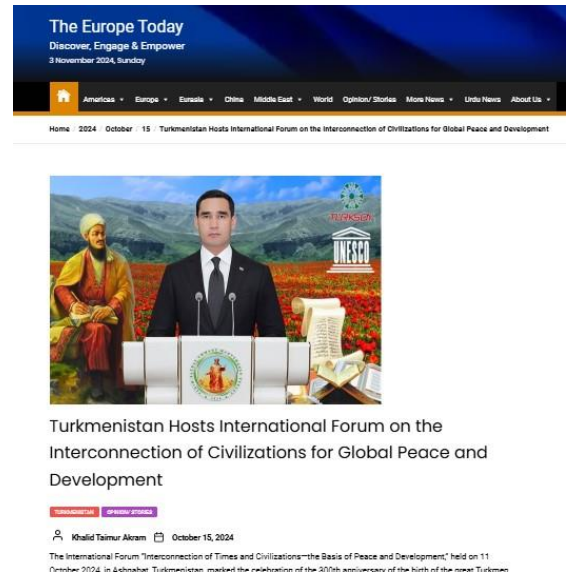 The Europe Today
Discover, Engage & Empower
3 November 2024, Sunday
Americas Europe Eurasia China Middle East World Opinion/ Stories More News Urdu News About Us
Home / 2024 / October / 15 / Turkmenistan Hosts International Forum on the Interconnection of Civilizations for Global Peace and Development
TURKSOY
UNESCO
Turkmenistan Hosts International Forum on the
Interconnection of Civilizations for Global Peace and
Development
TURKMENISTAN OPINION/ STORIES
Khalid Taimur Akram October 15, 2024
The International Forum "Interconnection of Times and Civilizations—the Basis of Peace and Development," held on 11
October 2024, in Ashgabat, Turkmenistan, marked the celebration of the 300th anniversary of the birth of the great Turkmen